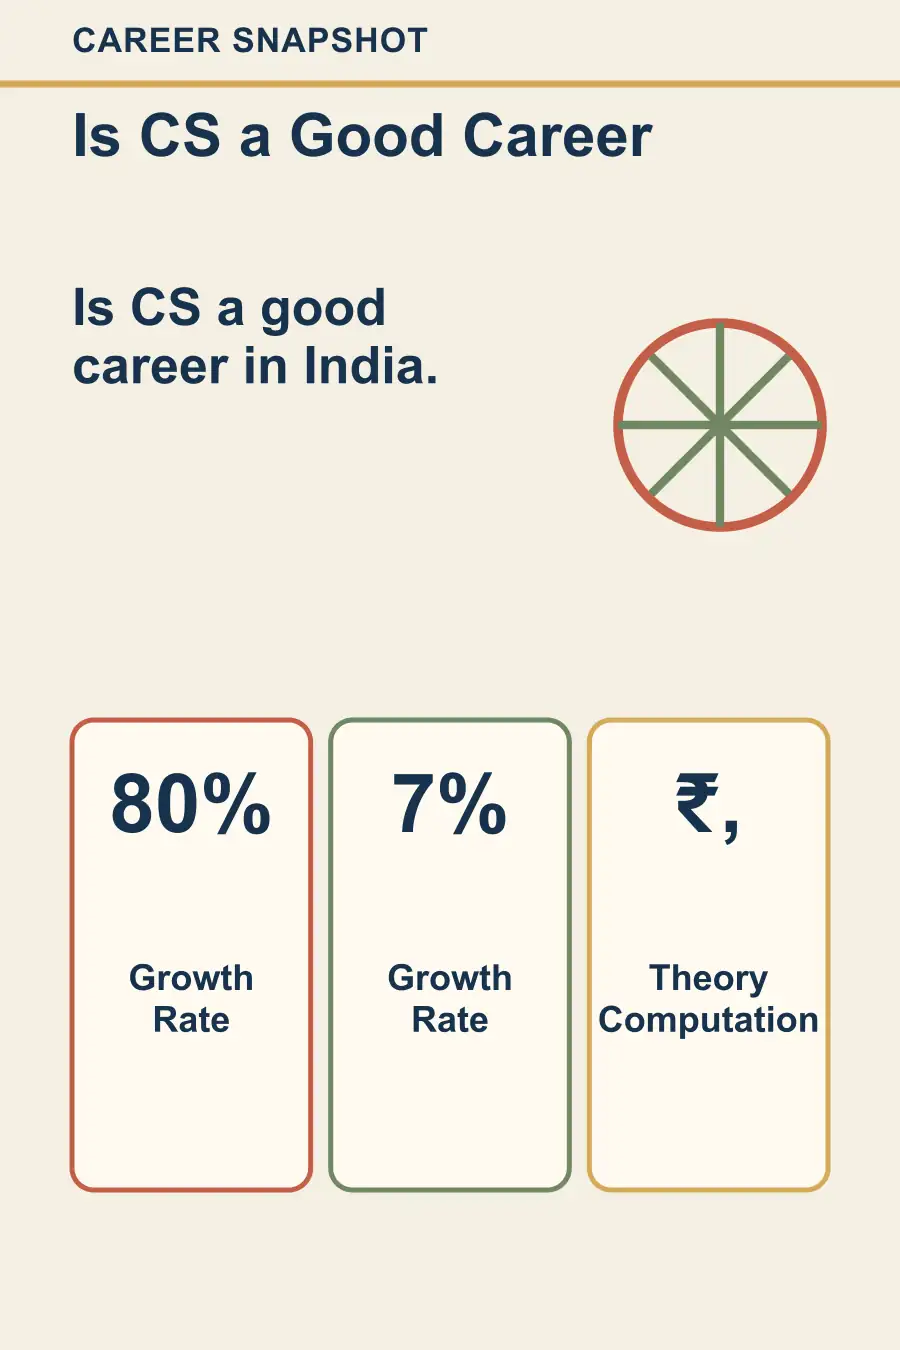 CAREER SNAPSHOT
Is CS a Good Career
Is CS a good
career in India.
80%
Growth
Rate
7%
Growth
Rate
₹,
Theory
Computation